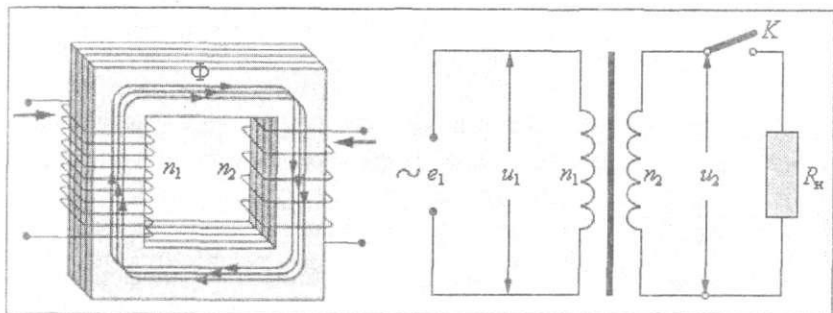 Φ
n₁
n₂
~ e₁
u₁
n₁
n₂
u₂
K
Rн